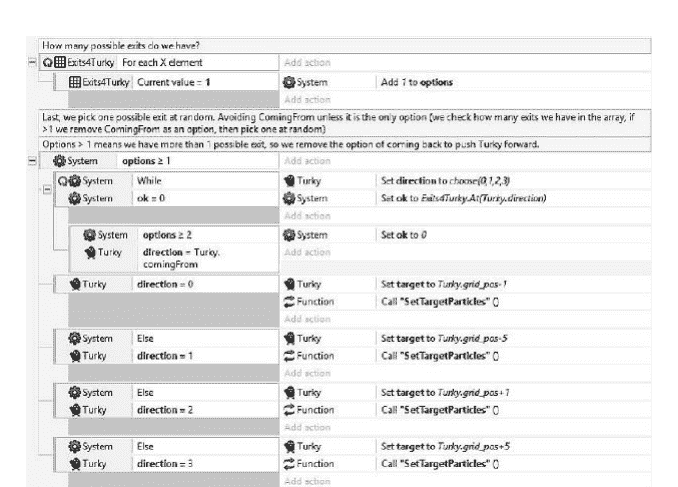 How many possible exits do we have?
Exits4Turky For each X element Add action
Exits4Turky Current value = 1 System Add 1 to options
Add action
Last, we pick one possible exit at random. Avoiding ComingFrom unless it is the only option (we check how many exits we have in the array, if
>1 we remove ComingFrom as an option, then pick one at random)
Options > 1 means we have more than 1 possible exit, so we remove the option of coming back to push Turky forward.
System options ≥ 1 Add action
System While Turky Set direction to choose(0,1,2,3)
System ok = 0 System Set ok to Exits4Turky.At(Turky.direction)
Add action
System options ≥ 2 System Set ok to 0
Turky direction = Turky. Add action
comingFrom
Turky direction = 0 Turky Set target to Turky.grid_pos-1
Function Call "SetTargetParticles" ()
Add action
System Else Turky Set target to Turky.grid_pos-5
Turky direction = 1 Function Call "SetTargetParticles" ()
Add action
System Else Turky Set target to Turky.grid_pos+1
Turky direction = 2 Function Call "SetTargetParticles" ()
Add action
System Else Turky Set target to Turky.grid_pos+5
Turky direction = 3 Function Call "SetTargetParticles" ()
Add action